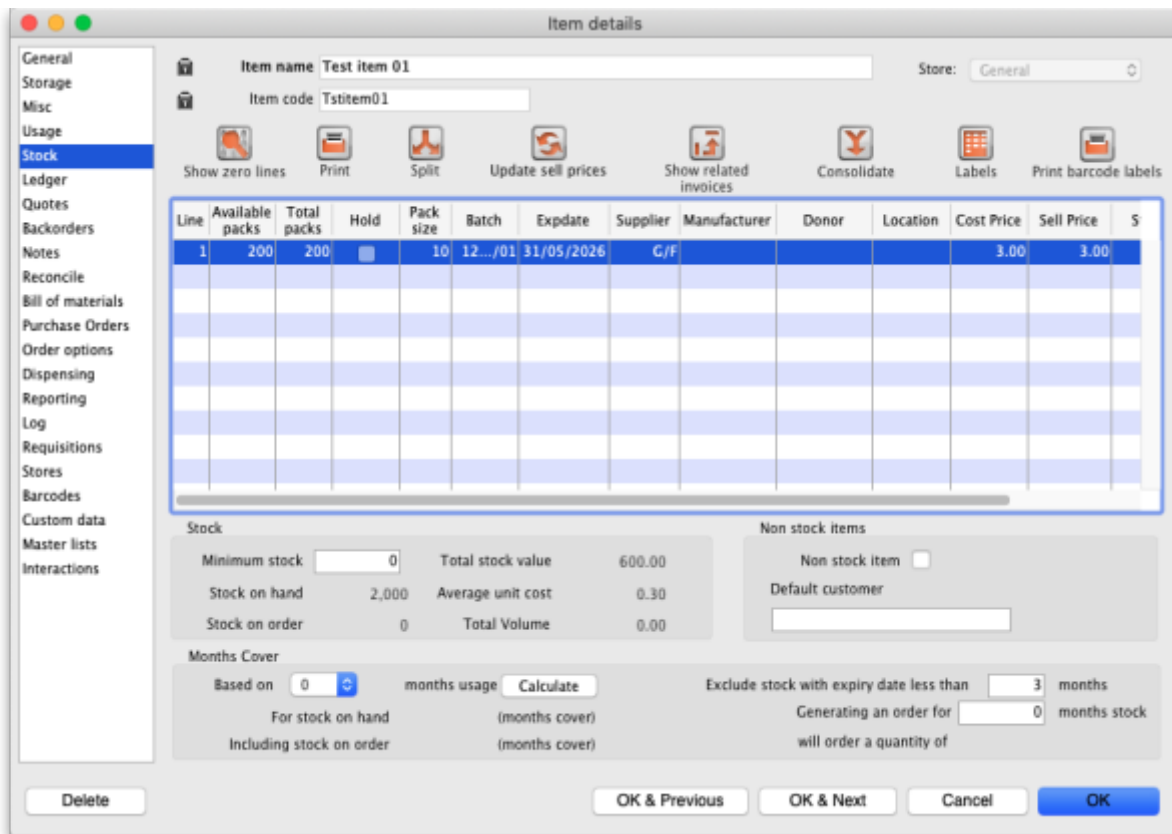 Item details
General
Storage
Misc
Usage
Stock
Ledger
Quotes
Backorders
Notes
Reconcile
Bill of materials
Purchase Orders
Order options
Dispensing
Reporting
Log
Requisitions
Stores
Barcodes
Custom data
Master lists
Interactions
Item name Test item 01 Store: General
Item code Tstitem01
Show zero lines Print Split Update sell prices Show related invoices Consolidate Labels Print barcode labels
Line Available packs Total packs Hold Pack size Batch Expdate Supplier Manufacturer Donor Location Cost Price Sell Price S
1 200 200 10 12.../01 31/05/2026 G/F 3.00 3.00
Stock
Minimum stock 0 Total stock value 600.00
Stock on hand 2,000 Average unit cost 0.30
Stock on order 0 Total Volume 0.00
Non stock items
Non stock item
Default customer
Months Cover
Based on 0 months usage Calculate
For stock on hand (months cover)
Including stock on order (months cover)
Exclude stock with expiry date less than 3 months
Generating an order for 0 months stock
will order a quantity of
Delete OK & Previous OK & Next Cancel OK